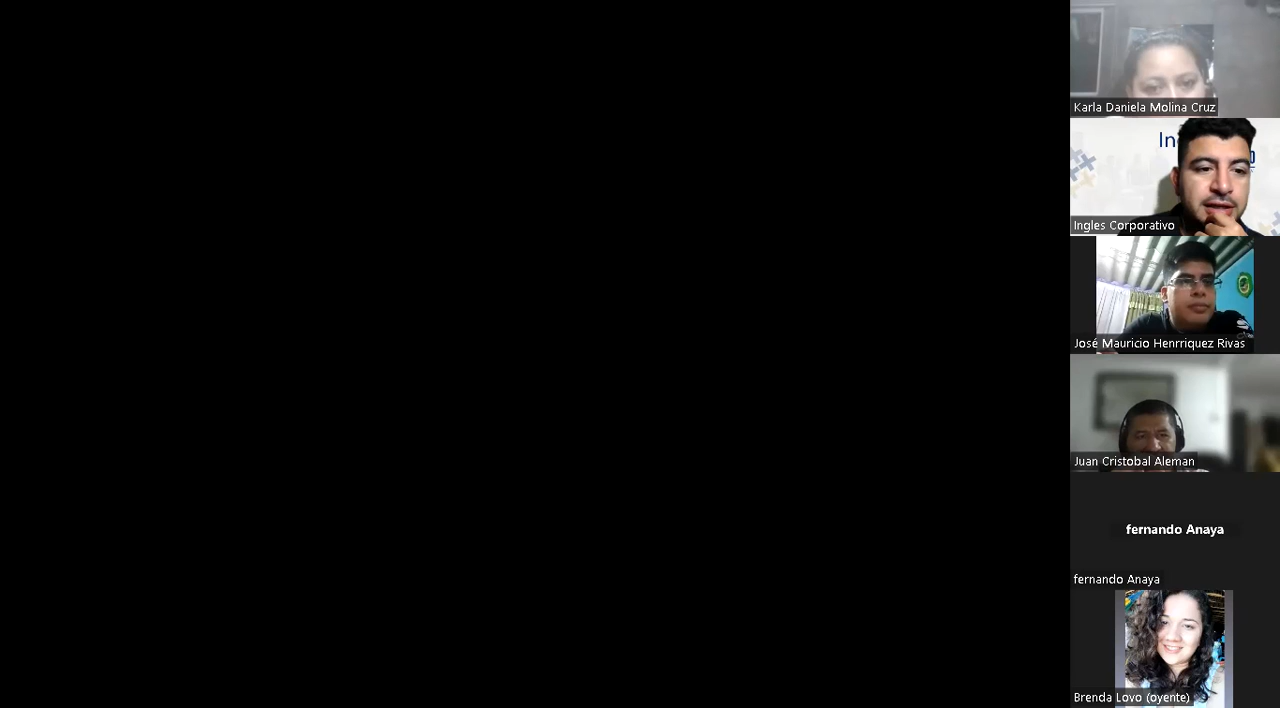 Karla Daniela Molina Cruz
In
Ingles Corporativo
José Mauricio Henrriquez Rivas
Juan Cristobal Aleman
fernando Anaya
fernando Anaya
Brenda Lovo (oyente)